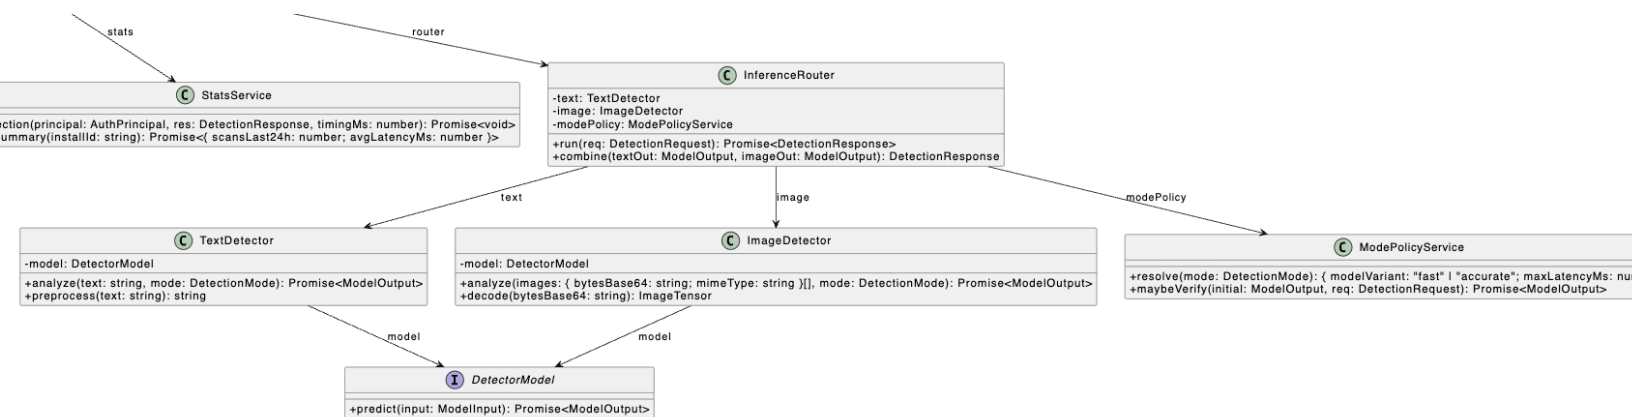 stats
router
C InferenceRouter
-text: TextDetector
-image: ImageDetector
-modePolicy: ModePolicyService
+run(req: DetectionRequest): Promise<DetectionResponse>
+combine(textOut: ModelOutput, imageOut: ModelOutput): DetectionResponse
C StatsService
ection(principal: AuthPrincipal, res: DetectionResponse, timingMs: number): Promise<void>
ummary(installId: string): Promise<{ scansLast24h: number; avgLatencyMs: number }>
text
image
modePolicy
C TextDetector
-model: DetectorModel
+analyze(text: string, mode: DetectionMode): Promise<ModelOutput>
+preprocess(text: string): string
C ImageDetector
-model: DetectorModel
+analyze(images: { bytesBase64: string; mimeType: string }[], mode: DetectionMode): Promise<ModelOutput>
+decode(bytesBase64: string): ImageTensor
C ModePolicyService
+resolve(mode: DetectionMode): { modelVariant: "fast" | "accurate"; maxLatencyMs: nu
+maybeVerify(initial: ModelOutput, req: DetectionRequest): Promise<ModelOutput>
model
model
I DetectorModel
+predict(input: ModelInput): Promise<ModelOutput>